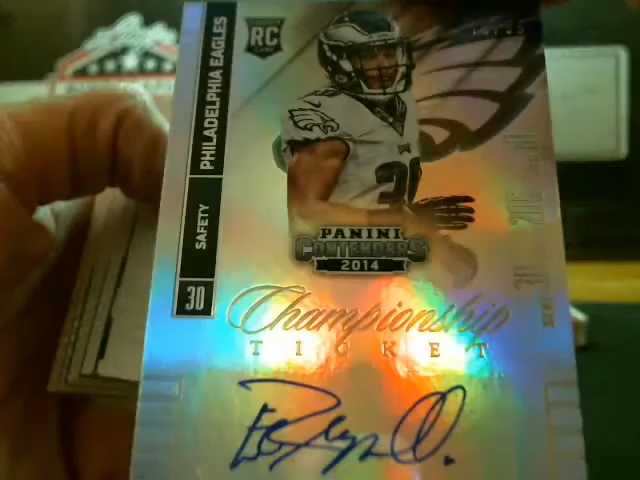 RC
PHILADELPHIA EAGLES
SAFETY
30
PANINI
CONTENDERS
2014
Championship
TICKET